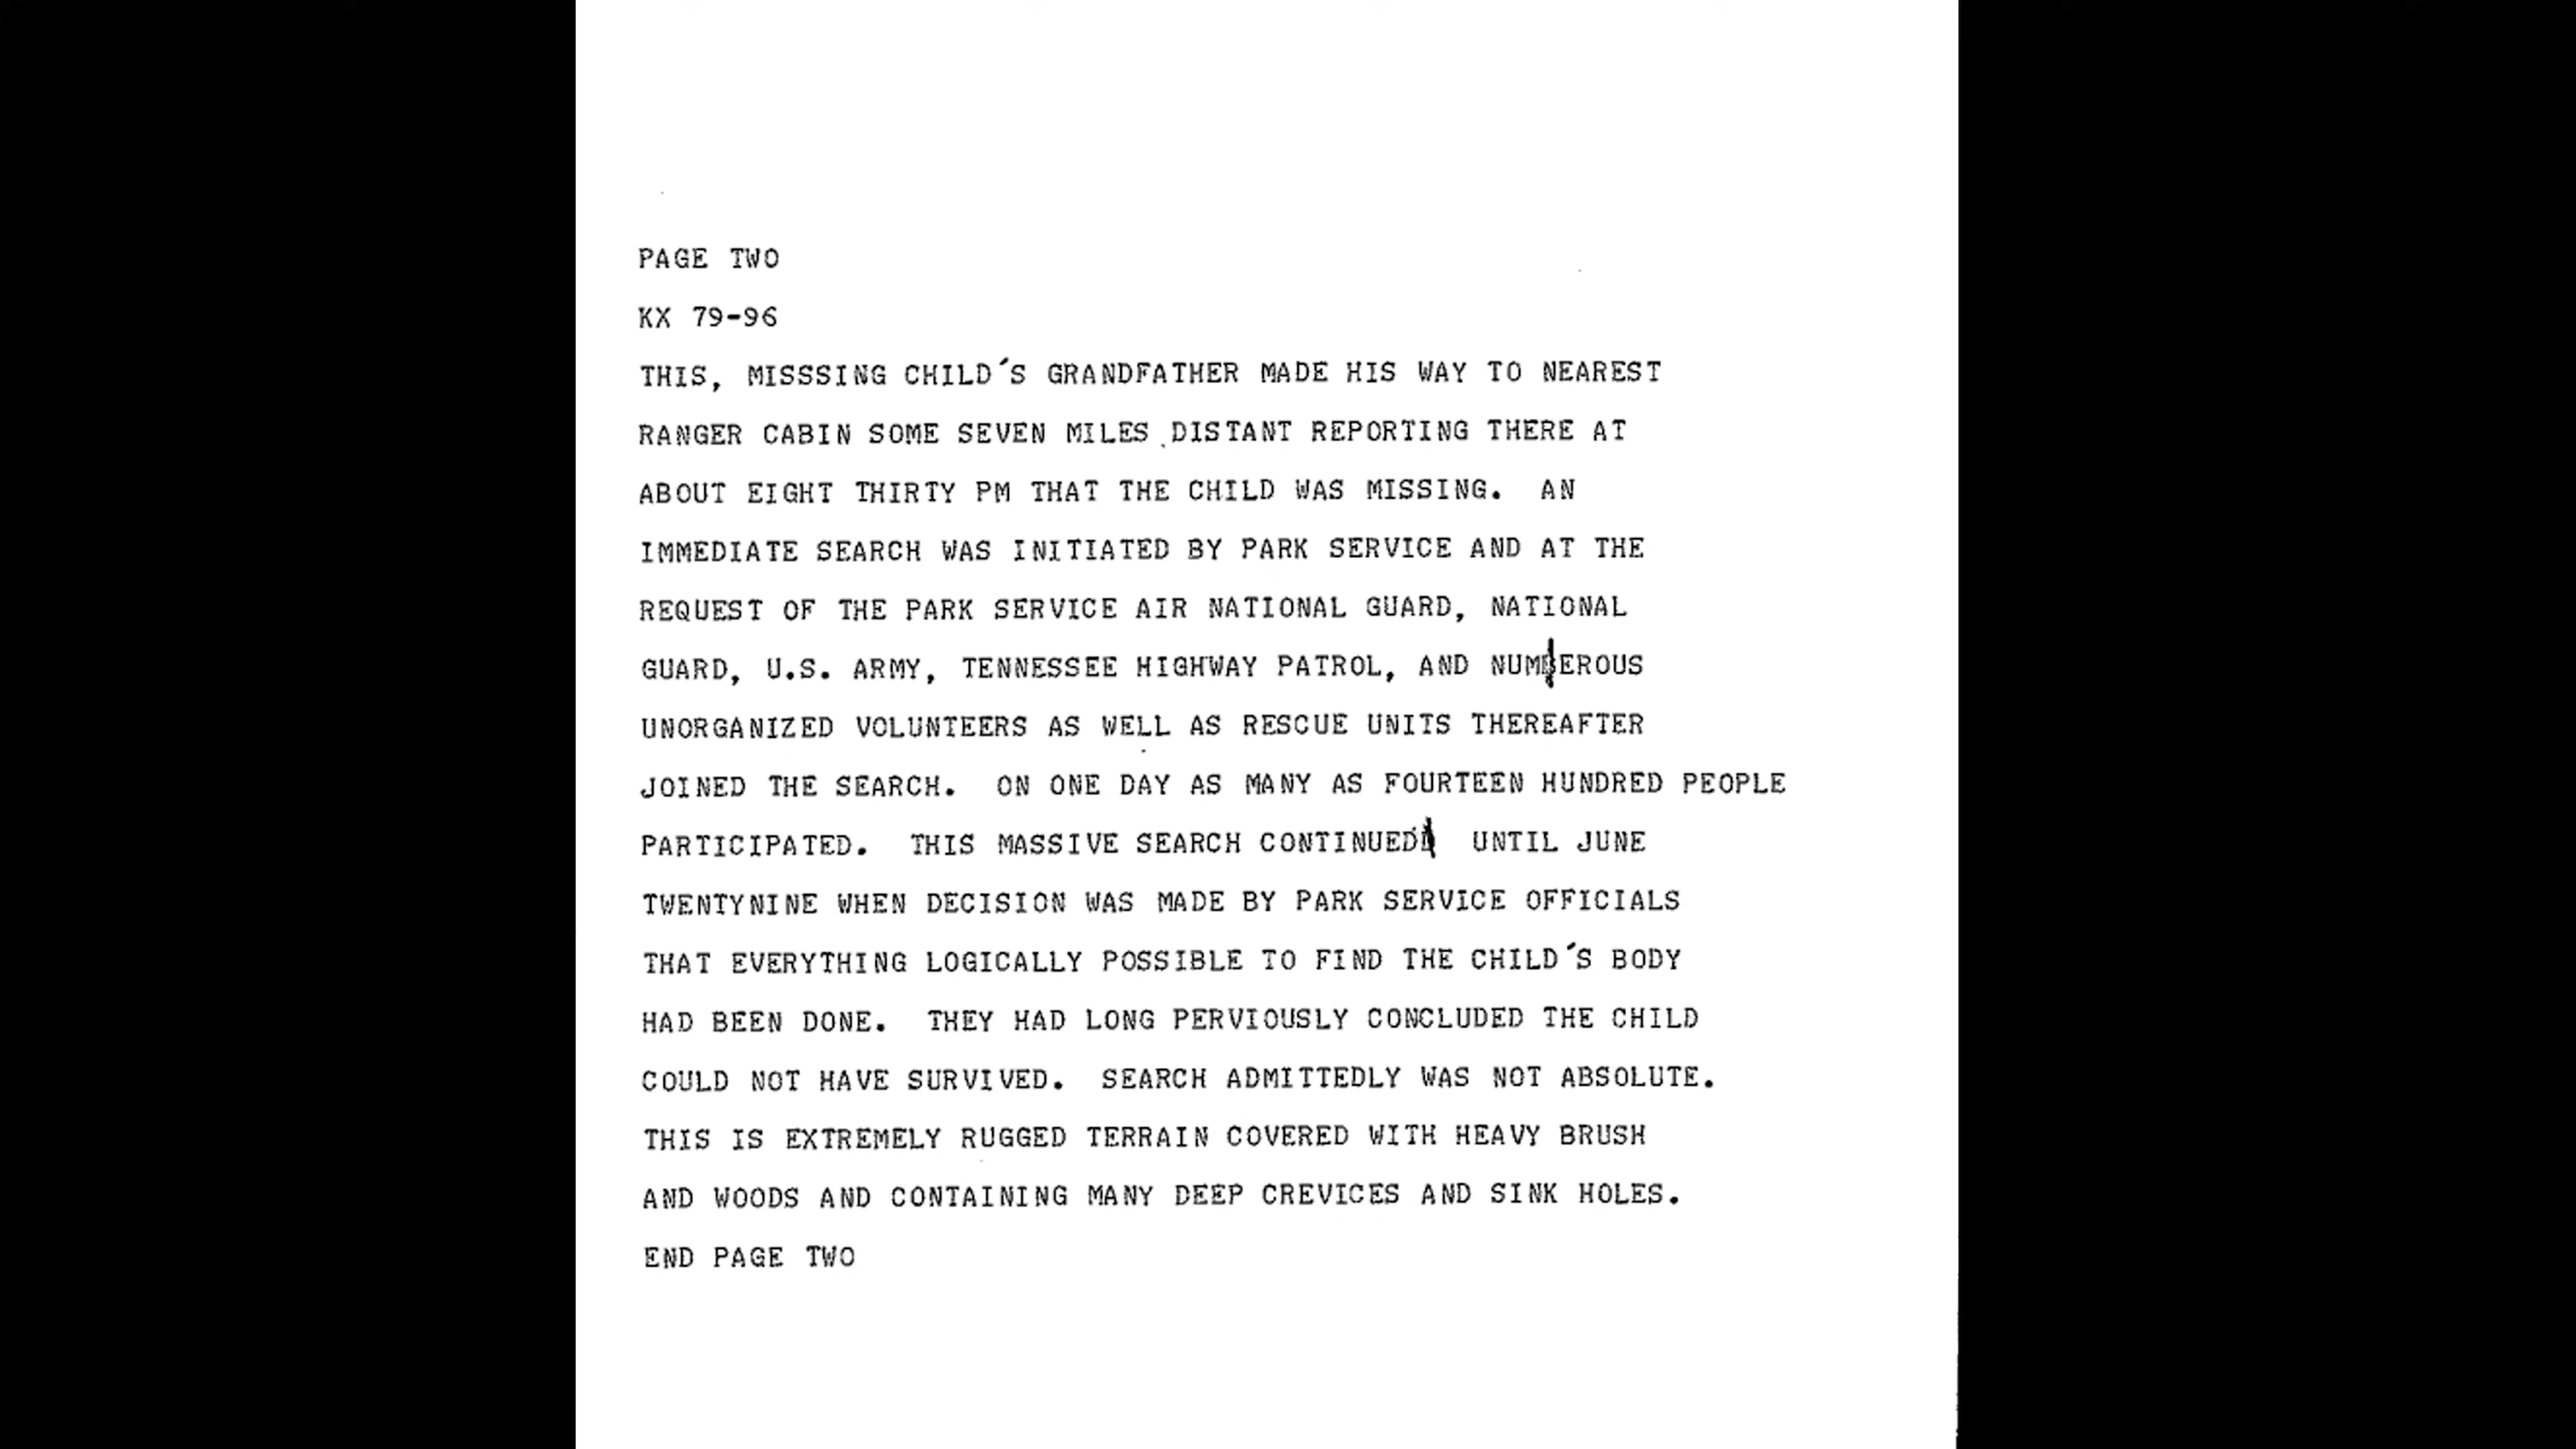 PAGE TWO
KX 79-96
THIS, MISSSING CHILD'S GRANDFATHER MADE HIS WAY TO NEAREST
RANGER CABIN SOME SEVEN MILES DISTANT REPORTING THERE AT
ABOUT EIGHT THIRTY PM THAT THE CHILD WAS MISSING. AN
IMMEDIATE SEARCH WAS INITIATED BY PARK SERVICE AND AT THE
REQUEST OF THE PARK SERVICE AIR NATIONAL GUARD, NATIONAL
GUARD, U.S. ARMY, TENNESSEE HIGHWAY PATROL, AND NUMEROUS
UNORGANIZED VOLUNTEERS AS WELL AS RESCUE UNITS THEREAFTER
JOINED THE SEARCH. ON ONE DAY AS MANY AS FOURTEEN HUNDRED PEOPLE
PARTICIPATED. THIS MASSIVE SEARCH CONTINUED UNTIL JUNE
TWENTYNINE WHEN DECISION WAS MADE BY PARK SERVICE OFFICIALS
THAT EVERYTHING LOGICALLY POSSIBLE TO FIND THE CHILD'S BODY
HAD BEEN DONE. THEY HAD LONG PERVIOUSLY CONCLUDED THE CHILD
COULD NOT HAVE SURVIVED. SEARCH ADMITTEDLY WAS NOT ABSOLUTE.
THIS IS EXTREMELY RUGGED TERRAIN COVERED WITH HEAVY BRUSH
AND WOODS AND CONTAINING MANY DEEP CREVICES AND SINK HOLES.
END PAGE TWO